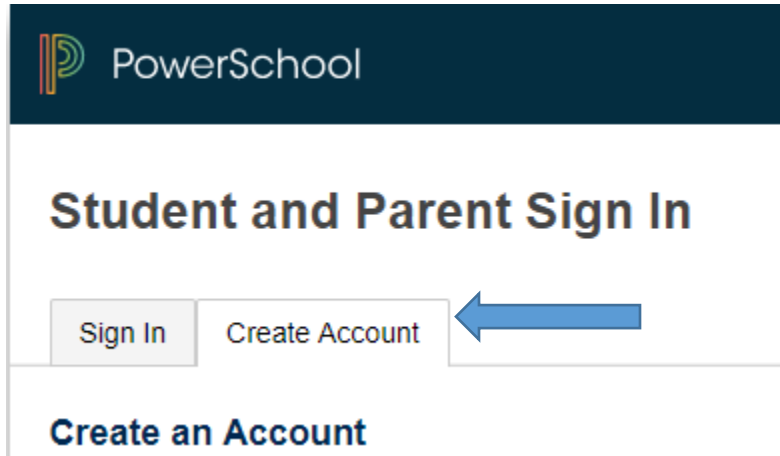 PowerSchool
Student and Parent Sign In
Sign In Create Account
Create an Account